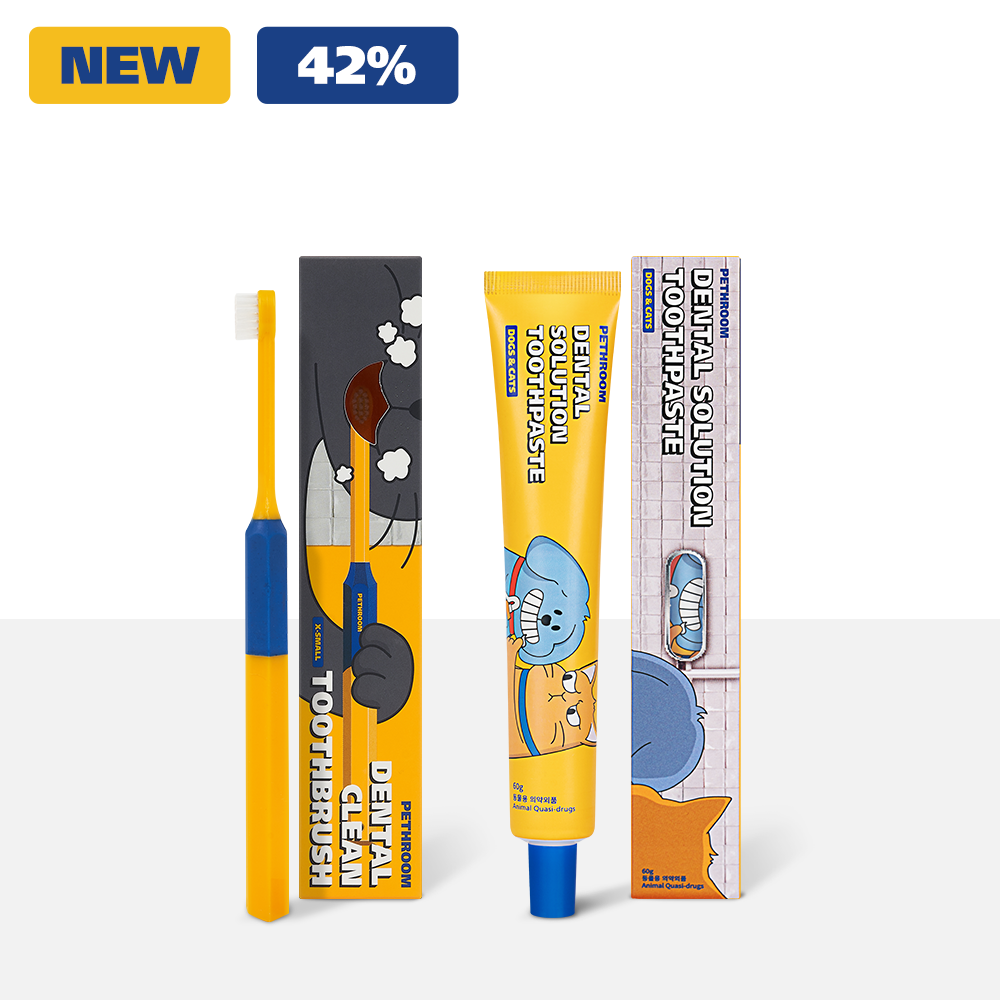 NEW
42%
PETHROOM
X-SMALL
PETHROOM
DENTAL
CLEAN
TOOTHBRUSH
PETHROOM
DENTAL
SOLUTION
TOOTHPASTE
DOGS & CATS
60g
동물용 의약외품
Animal Quasi-drugs
PETHROOM
DENTAL SOLUTION
TOOTHPASTE
DOGS & CATS
60g
동물용 의약외품
Animal Quasi-drugs